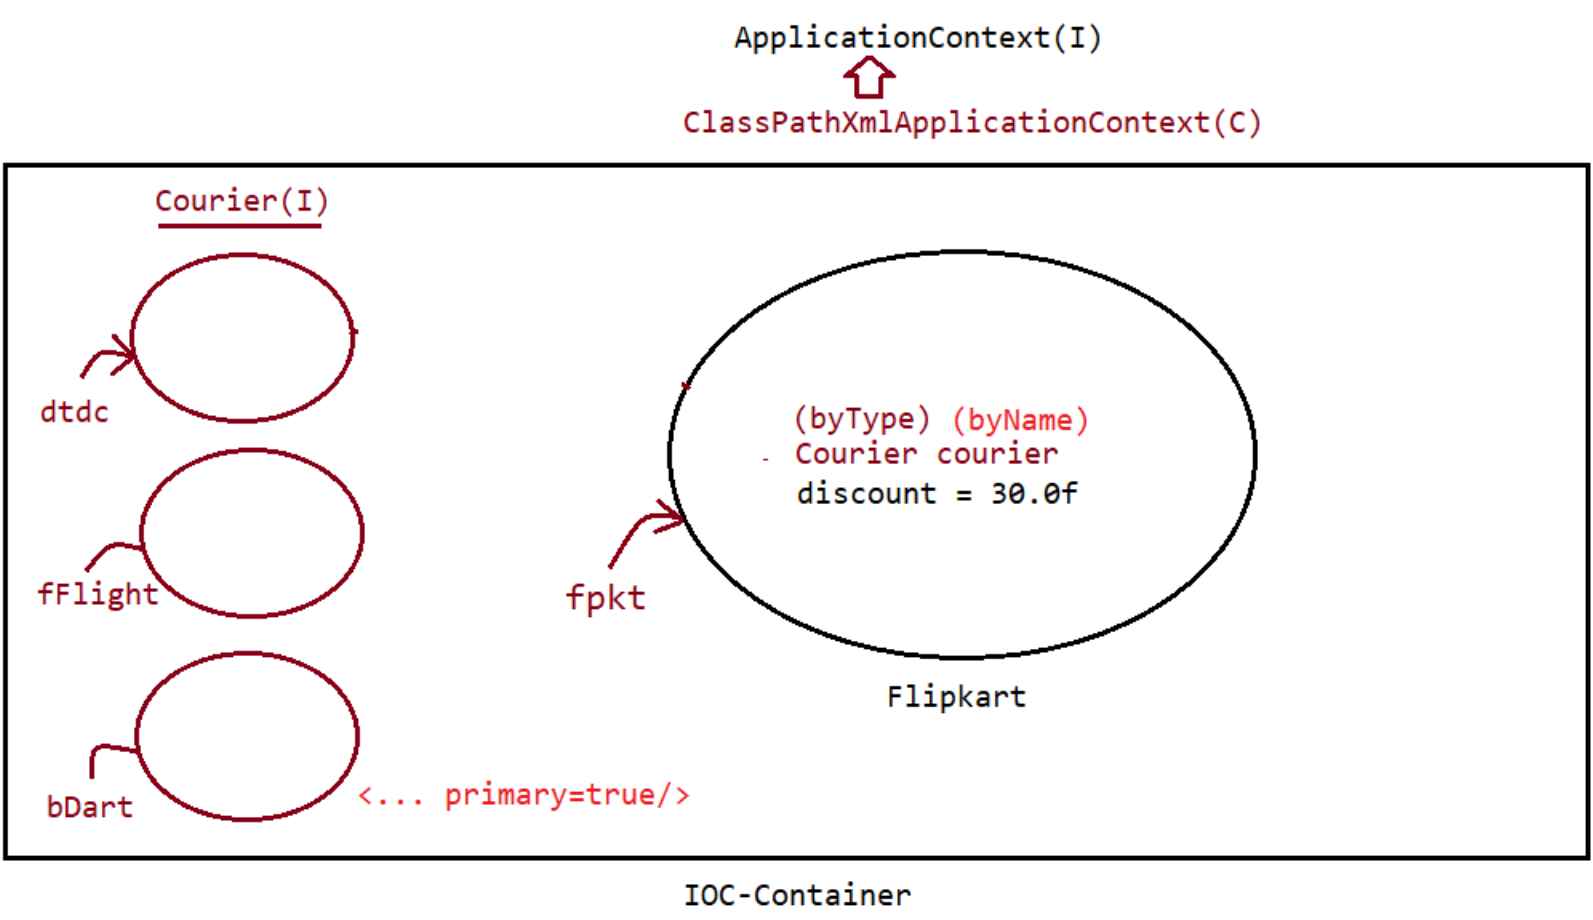 ApplicationContext(I)
ClassPathXmlApplicationContext(C)
Courier(I)
dtdc
fFlight
bDart
<... primary=true/>
(byType) (byName)
Courier courier
discount = 30.0f
fpkt
Flipkart
IOC-Container